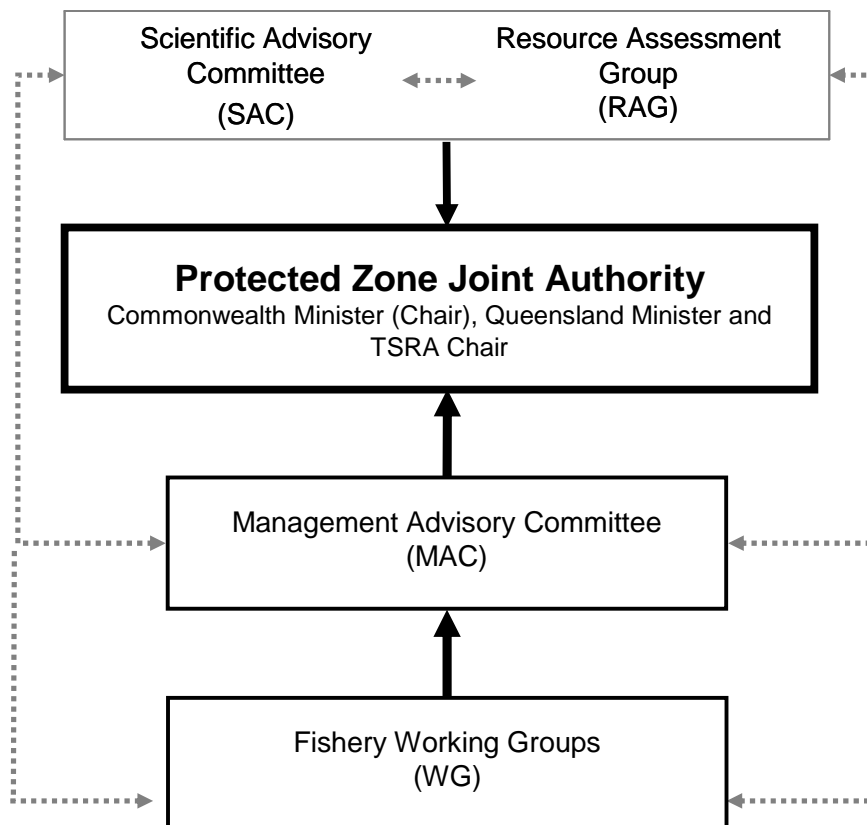 Scientific Advisory
Committee
(SAC)
Resource Assessment
Group
(RAG)
Protected Zone Joint Authority
Commonwealth Minister (Chair), Queensland Minister and
TSRA Chair
Management Advisory Committee
(MAC)
Fishery Working Groups
(WG)